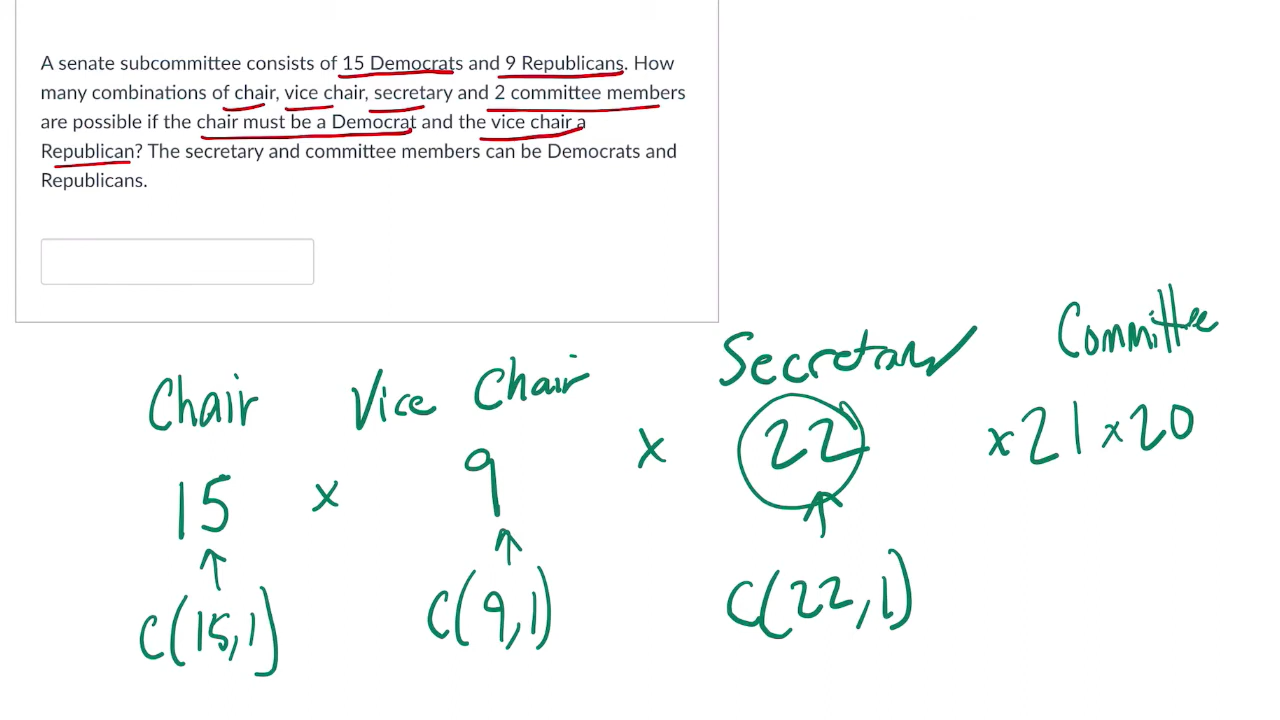 A senate subcommittee consists of 15 Democrats and 9 Republicans. How
many combinations of chair, vice chair, secretary and 2 committee members
are possible if the chair must be a Democrat and the vice chair a
Republican? The secretary and committee members can be Democrats and
Republicans.
Chair Vice Chair Secretary Committee
15 x 9 x 22 x 21 x 20
C(15,1) C(9,1) C(22,1)